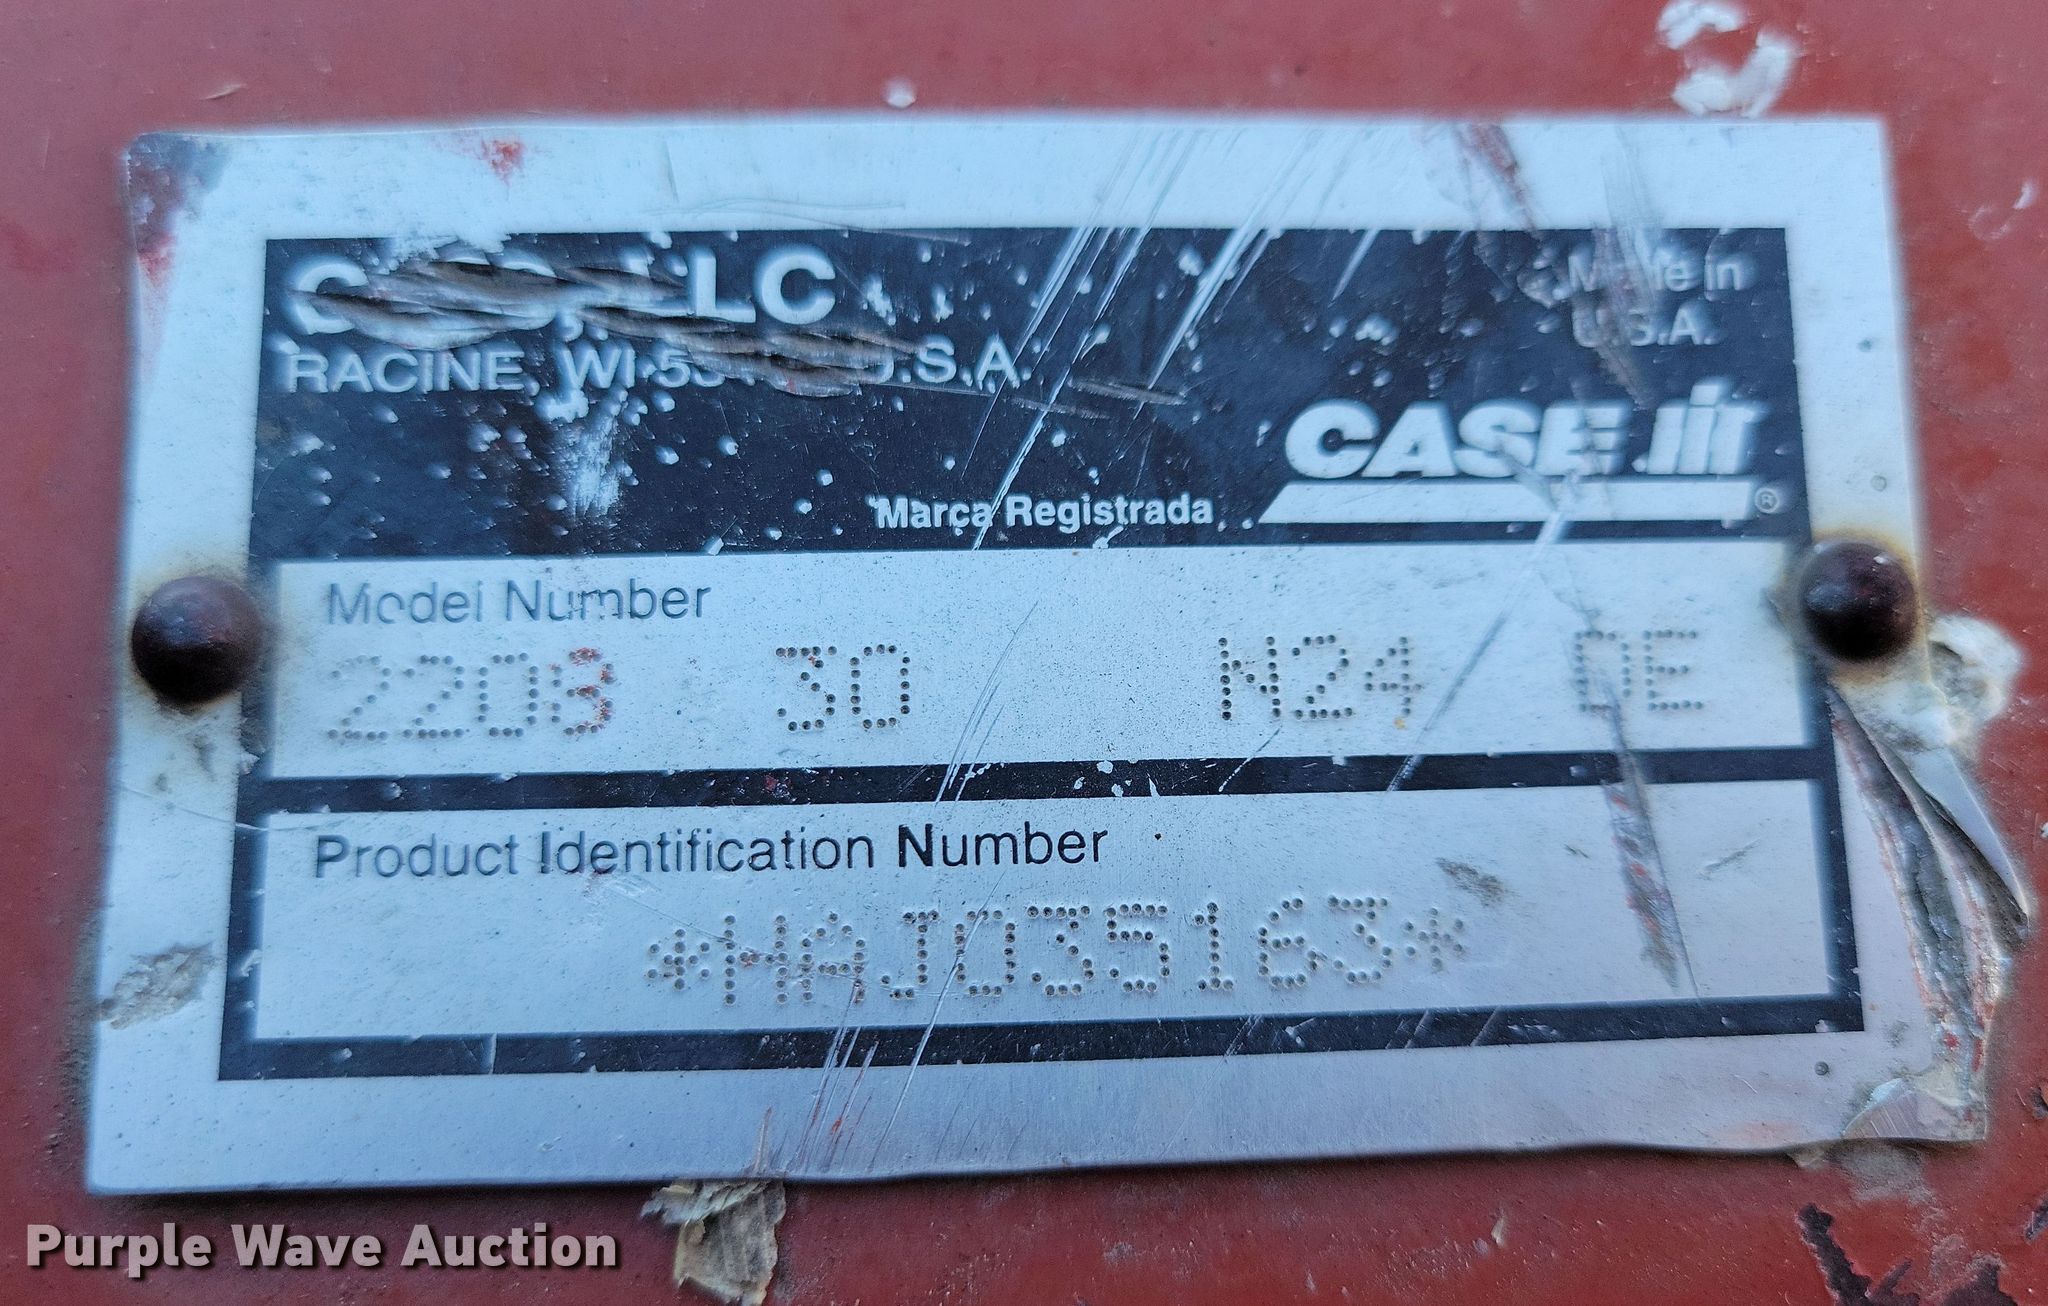 LLC
RACINE, WI U.S.A.
Made in
U.S.A.
CASE IH
Marca Registrada ®
Model Number
2208 30 N24 DE
Product Identification Number
*HAJ035163*
Purple Wave Auction